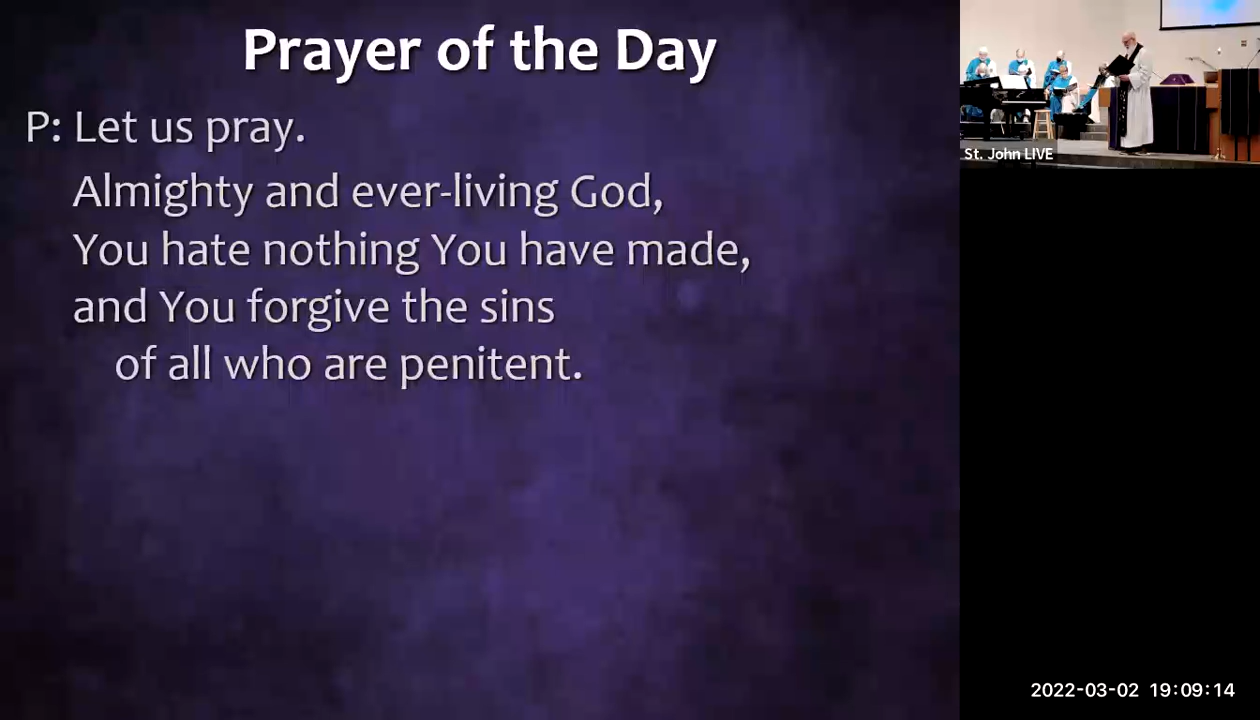 Prayer of the Day
P: Let us pray.
Almighty and ever-living God,
You hate nothing You have made,
and You forgive the sins
of all who are penitent.
St. John LIVE
2022-03-02 19:09:14